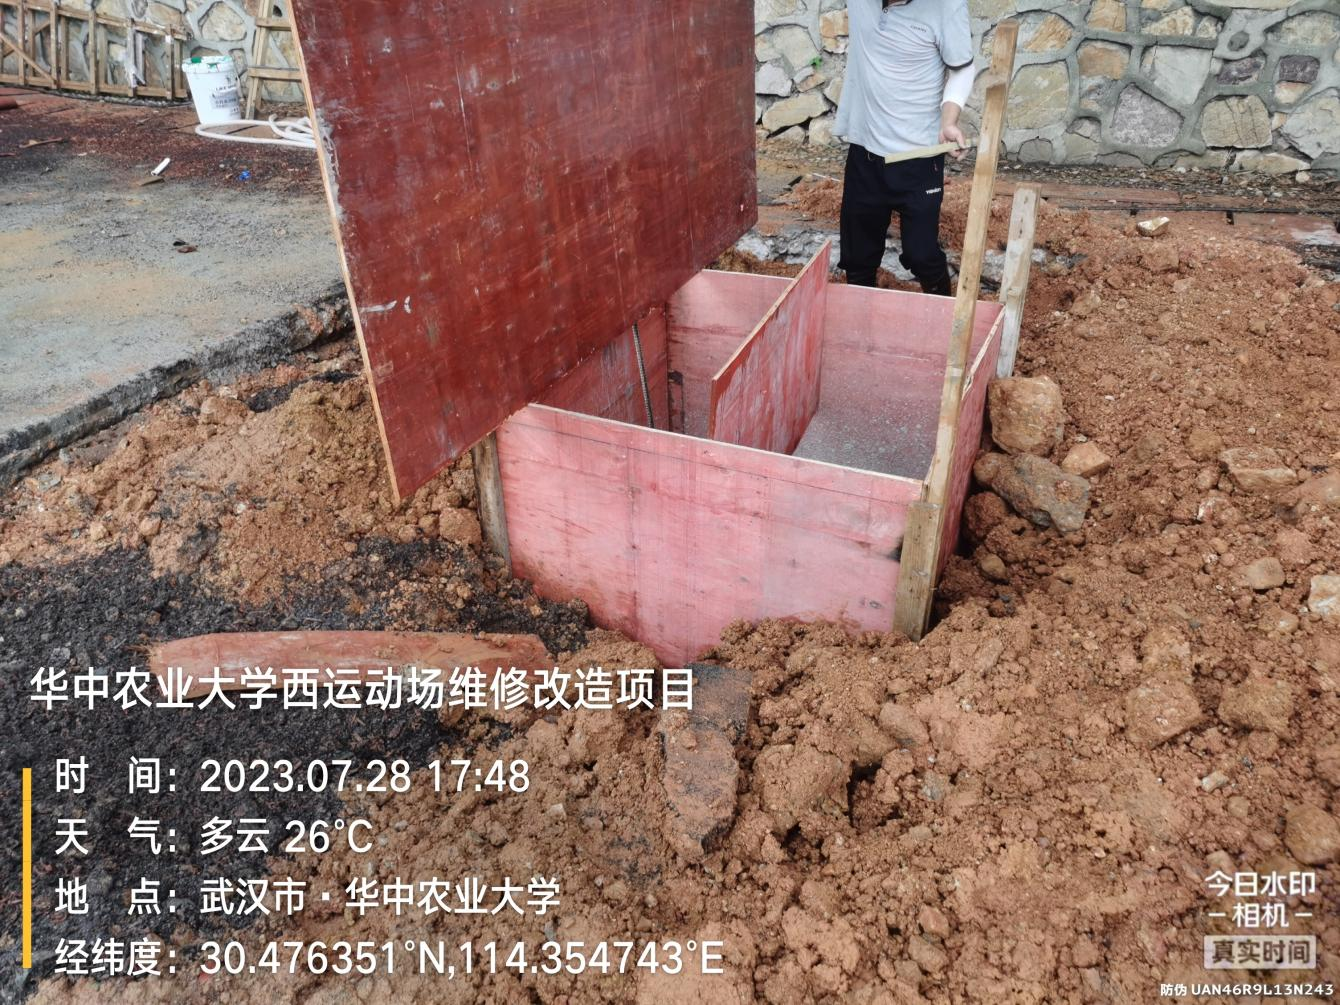 华中农业大学西运动场维修改造项目
时 间：2023.07.28 17:48
天 气：多云 26°C
地 点：武汉市·华中农业大学
经纬度：30.476351°N,114.354743°E
今日水印
－相机－
真实时间
防伪 UAN46R9L13N243